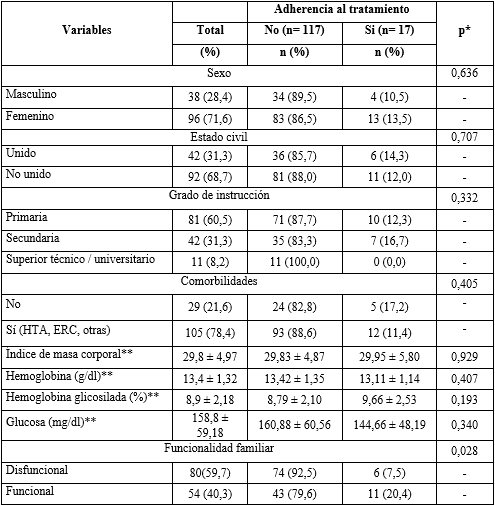 Variables Adherencia al tratamiento p*
Total No (n= 117) Si (n= 17)
(%) n (%) n (%)
Sexo 0,636
Masculino 38 (28,4) 34 (89,5) 4 (10,5) -
Femenino 96 (71,6) 83 (86,5) 13 (13,5) -
Estado civil 0,707
Unido 42 (31,3) 36 (85,7) 6 (14,3) -
No unido 92 (68,7) 81 (88,0) 11 (12,0) -
Grado de instrucción 0,332
Primaria 81 (60,5) 71 (87,7) 10 (12,3) -
Secundaria 42 (31,3) 35 (83,3) 7 (16,7) -
Superior técnico / universitario 11 (8,2) 11 (100,0) 0 (0,0) -
Comorbilidades 0,405
No 29 (21,6) 24 (82,8) 5 (17,2) -
Sí (HTA, ERC, otras) 105 (78,4) 93 (88,6) 12 (11,4) -
Indice de masa corporal** 29,8 ± 4,97 29,83 ± 4,87 29,95 ± 5,80 0,929
Hemoglobina (g/dl)** 13,4 ± 1,32 13,42 ± 1,35 13,11 ± 1,14 0,407
Hemoglobina glicosilada (%)** 8,9 ± 2,18 8,79 ± 2,10 9,66 ± 2,53 0,193
Glucosa (mg/dl)** 158,8 ± 59,18 160,88 ± 60,56 144,66 ± 48,19 0,340
Funcionalidad familiar 0,028
Disfuncional 80(59,7) 74 (92,5) 6 (7,5) -
Funcional 54 (40,3) 43 (79,6) 11 (20,4) -